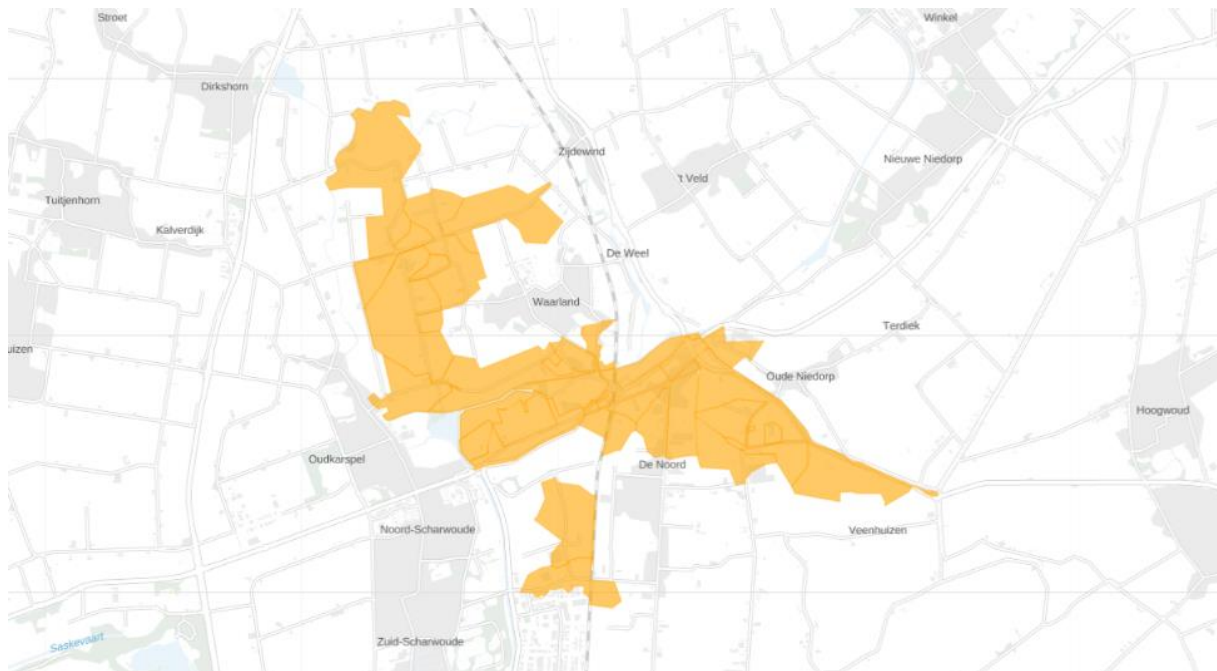 Stroet
Winkel
Dirkshorn
Zijdewind
Nieuwe Niedorp
't Veld
Tuitjenhorn
Kalverdijk
De Weel
Waarland
Terdiek
uizen
Oude Niedorp
Hoogwoud
Oudkarspel
De Noord
Noord-Scharwoude
Veenhuizen
Saskevaart
Zuid-Scharwoude